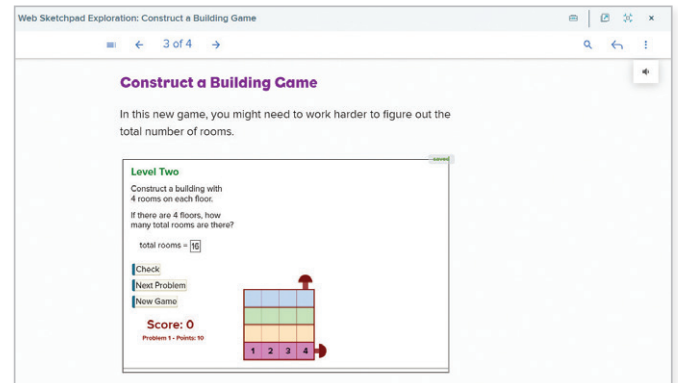 Web Sketchpad Exploration: Construct a Building Game
3 of 4
Construct a Building Game
In this new game, you might need to work harder to figure out the
total number of rooms.
saved
Level Two
Construct a building with
4 rooms on each floor.
If there are 4 floors, how
many total rooms are there?
total rooms = 16
Check
Next Problem
New Game
Score: 0
Problem 1 - Points: 10
1 2 3 4